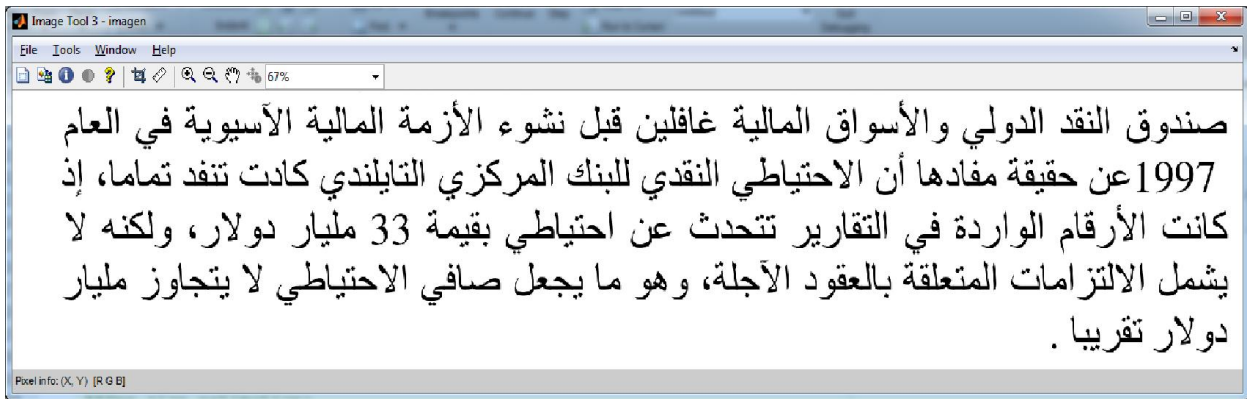 Image Tool 3 - imagen
File Tools Window Help
67%
صندوق النقد الدولي والأسواق المالية غافلين قبل نشوء الأزمة المالية الآسيوية في العام
1997عن حقيقة مفادها أن الاحتياطي النقدي للبنك المركزي التايلندي كادت تنفد تماما، إذ
كانت الأرقام الواردة في التقارير تتحدث عن احتياطي بقيمة 33 مليار دولار، ولكنه لا
يشمل الالتزامات المتعلقة بالعقود الآجلة، وهو ما يجعل صافي الاحتياطي لا يتجاوز مليار
دولار تقريبا .
Pixel info: (X, Y) [R G B]